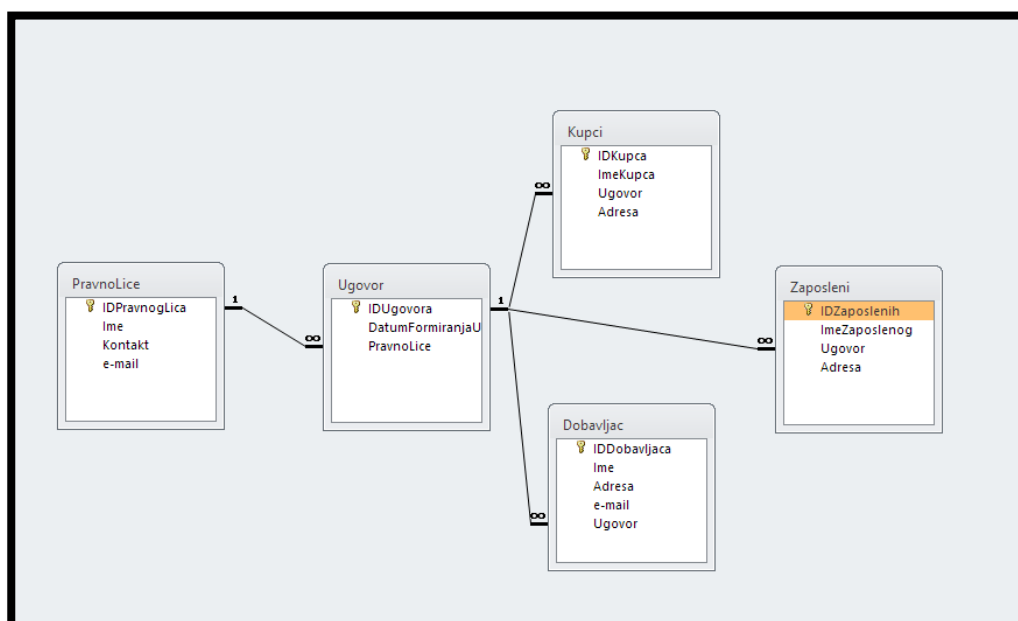 Kupci
IDKupca
ImeKupca
Ugovor
Adresa
∞
PravnoLice
IDPravnogLica
Ime
Kontakt
e-mail
1
∞
Ugovor
IDUgovora
DatumFormiranjaU
PravnoLice
1
∞
Zaposleni
IDZaposlenih
ImeZaposlenog
Ugovor
Adresa
∞
Dobavljac
IDDobavljaca
Ime
Adresa
e-mail
Ugovor